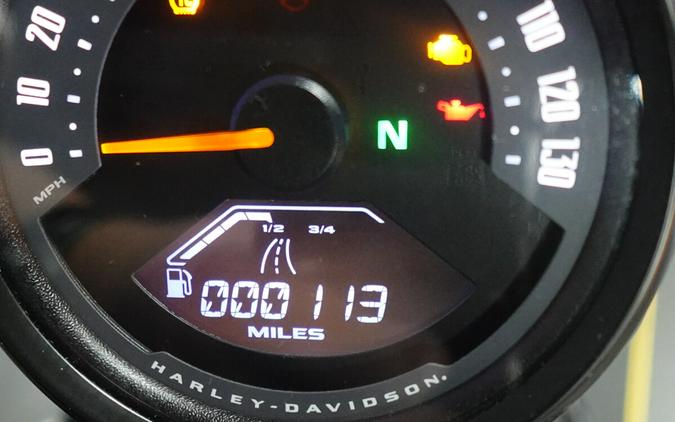 20
10
0
MPH
110
120
130
N
1/2 3/4
000113
MILES
HARLEY-DAVIDSON.